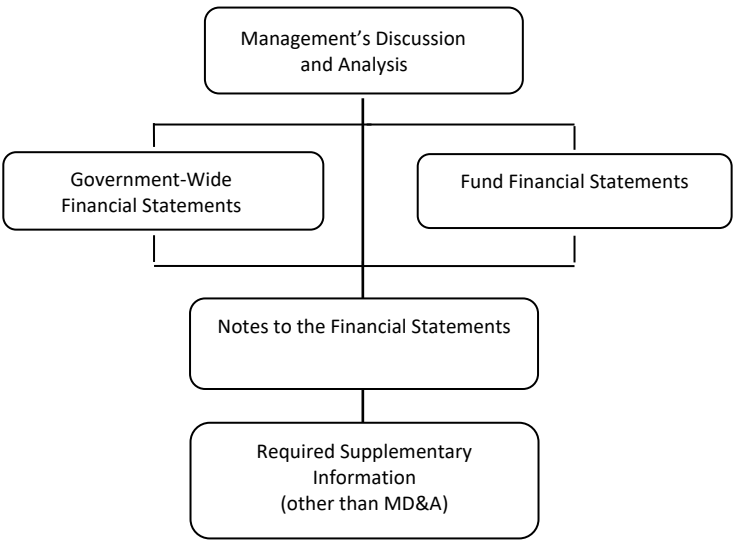 Management’s Discussion
and Analysis
Government-Wide
Financial Statements
Fund Financial Statements
Notes to the Financial Statements
Required Supplementary
Information
(other than MD&A)